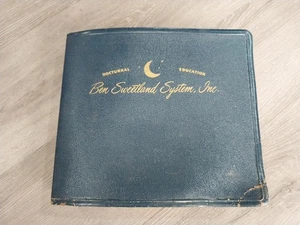 NOCTURNAL EDUCATION
Ben Sweetland System, Inc.